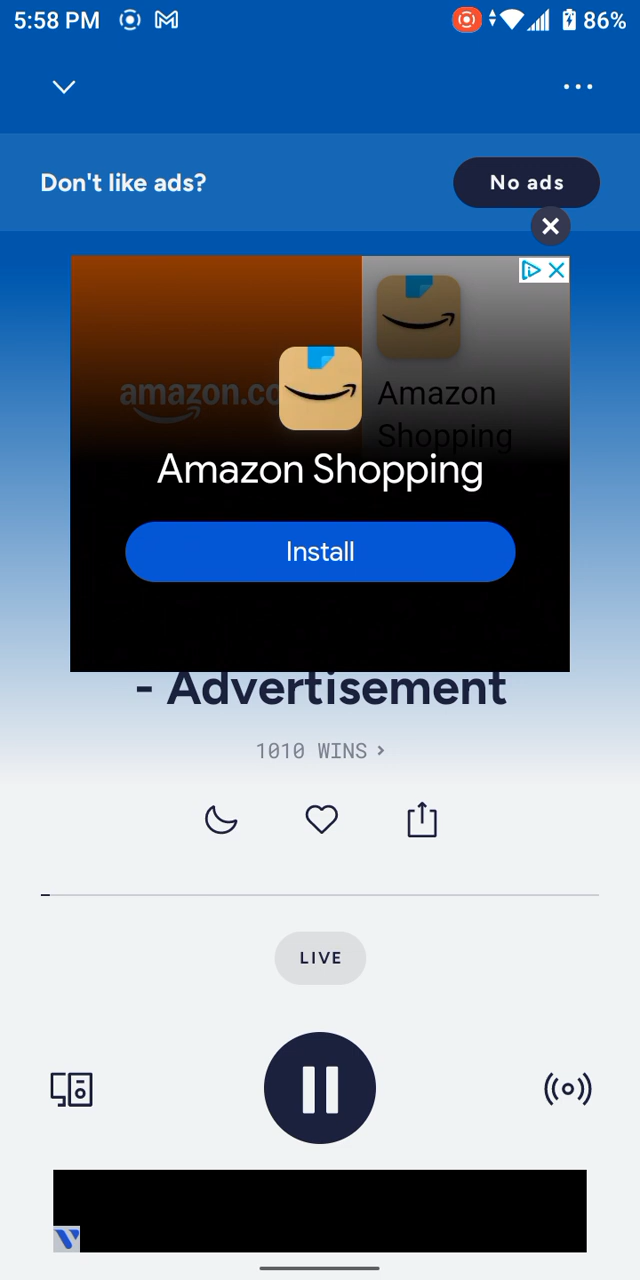 5:58 PM
86%
Don't like ads?
No ads
amazon.co
Amazon
Shopping
Amazon Shopping
Install
- Advertisement
1010 WINS >
LIVE